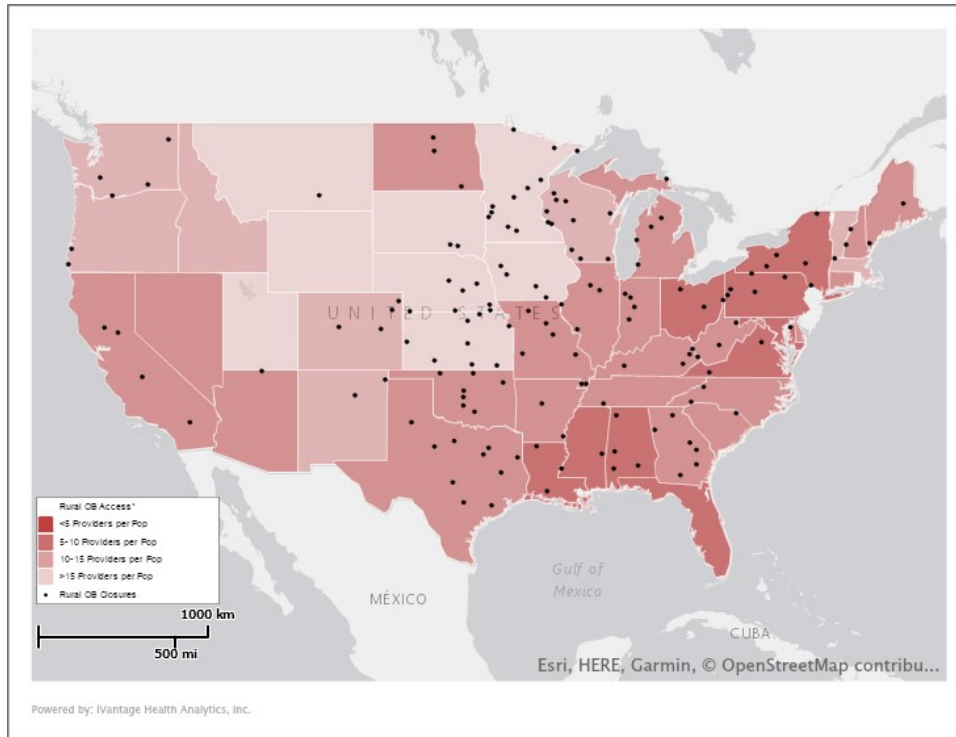 UNITED STATES
Rural OB Access*
<5 Providers per Pop
5-10 Providers per Pop
10-15 Providers per Pop
>15 Providers per Pop
Rural OB Closures
1000 km
500 mi
MÉXICO
Gulf of
Mexico
CUBA
Esri, HERE, Garmin, © OpenStreetMap contribu...
Powered by: iVantage Health Analytics, Inc.